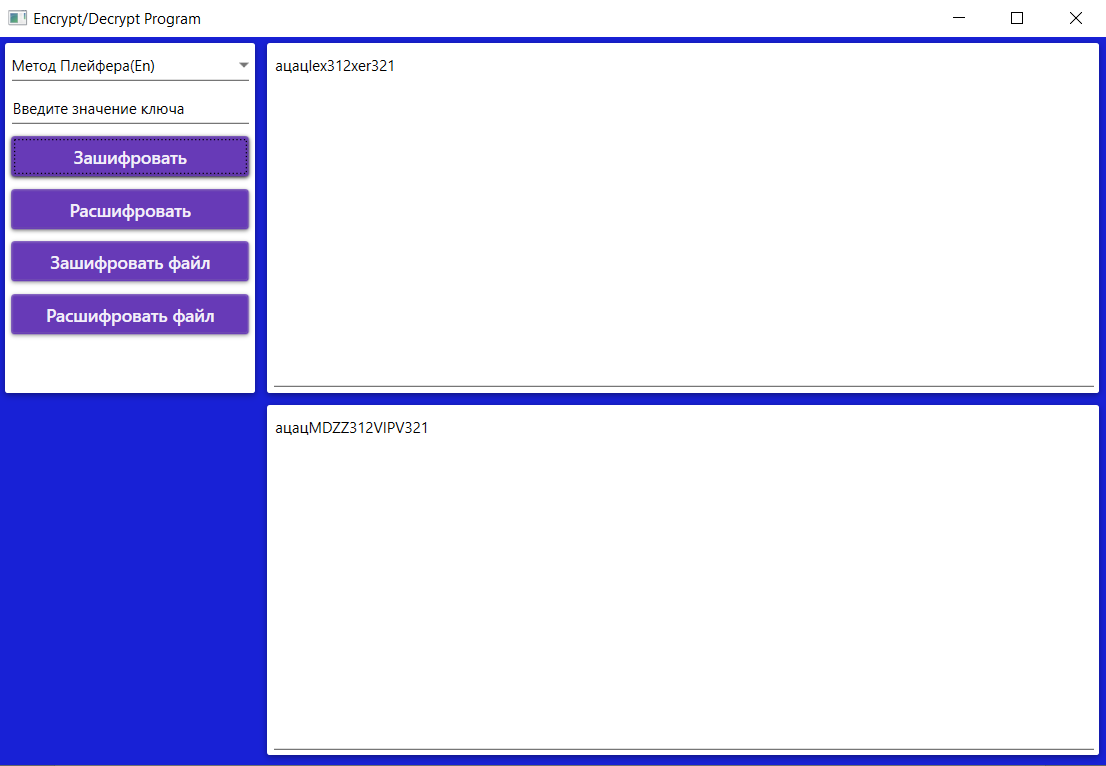 Encrypt/Decrypt Program
Метод Плейфера(En)
Введите значение ключа
Зашифровать
Расшифровать
Зашифровать файл
Расшифровать файл
ацацlex312xer321
ацацMDZZ312VIPV321